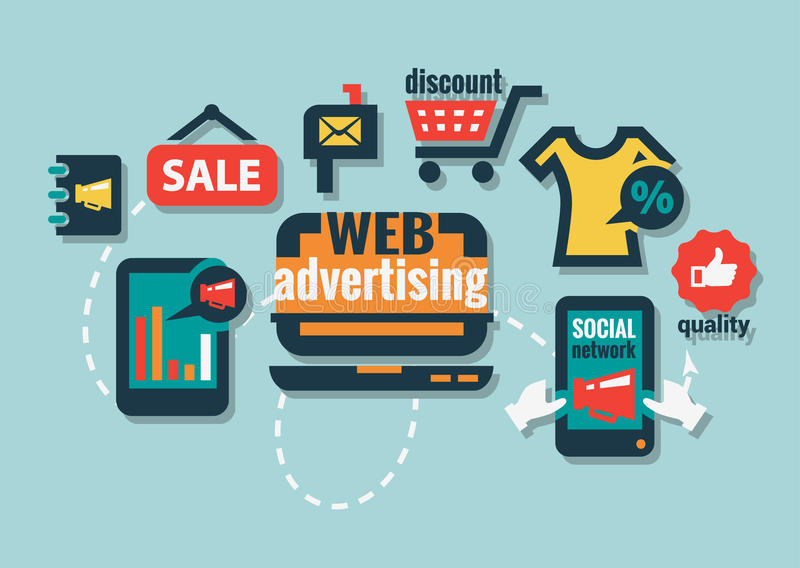 discount
SALE
%
WEB
advertising
SOCIAL
network
quality